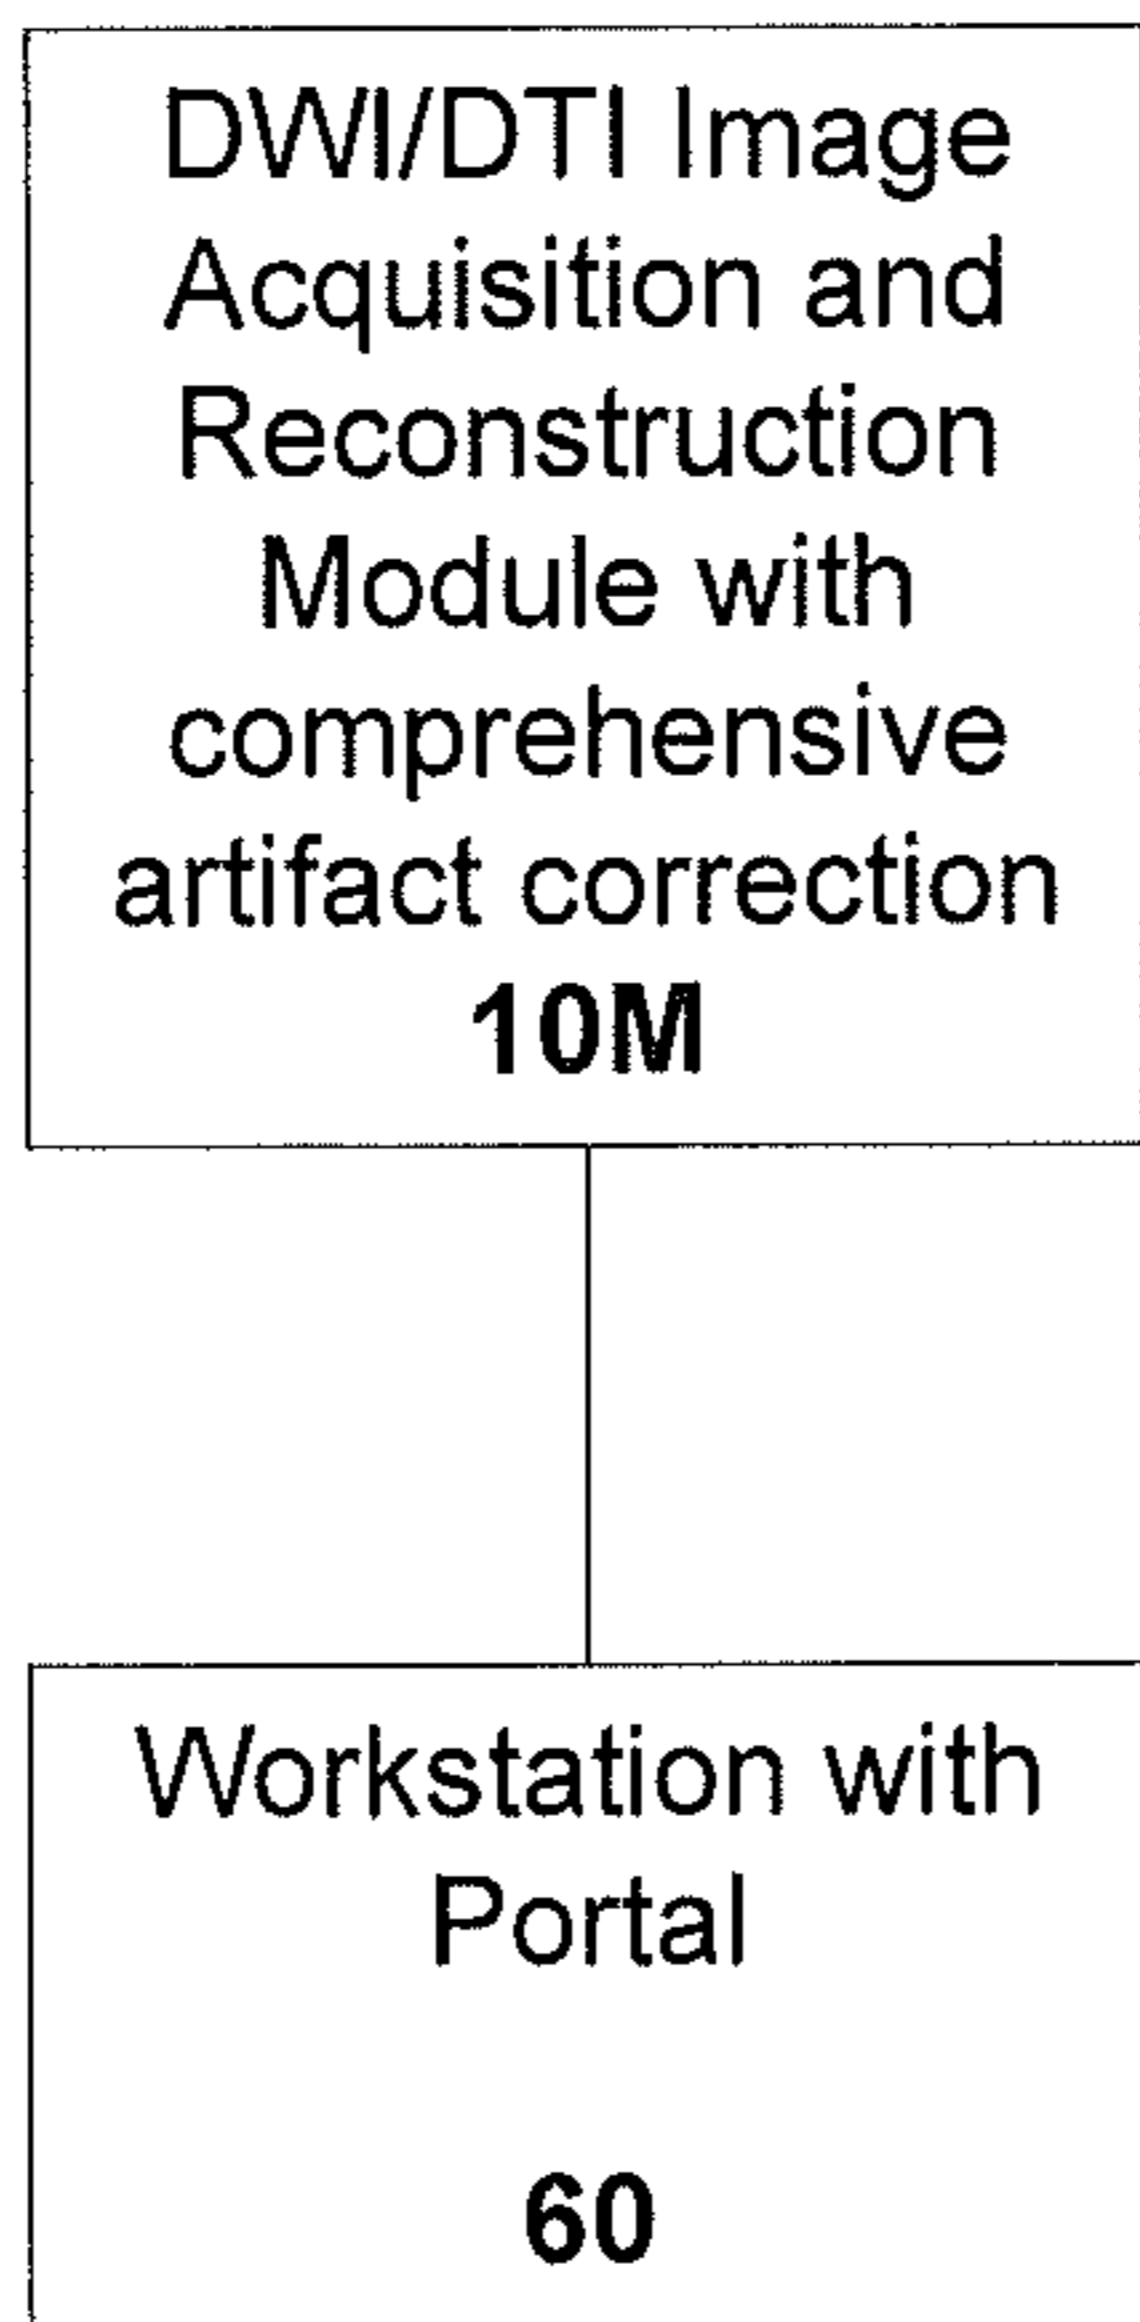 DWI/DTI Image
Acquisition and
Reconstruction
Module with
comprehensive
artifact correction
10M
Workstation with
Portal
60